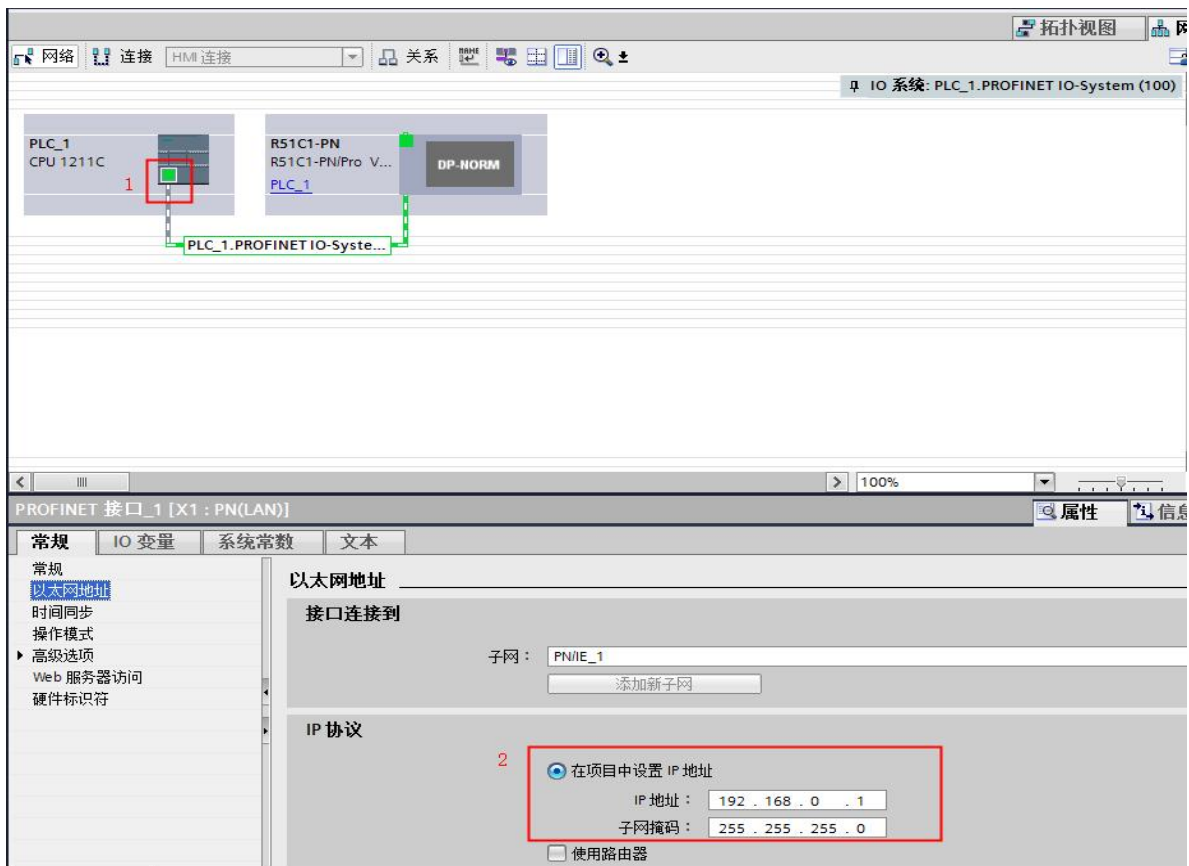 拓扑视图
网络 连接 HMI 连接 关系
IO 系统: PLC_1.PROFINET IO-System (100)
PLC_1
CPU 1211C
1
R51C1-PN
R51C1-PN/Pro V...
PLC_1
DP-NORM
PLC_1.PROFINET IO-Syste...
100%
PROFINET 接口_1 [X1 : PN(LAN)]
属性
常规 IO 变量 系统常数 文本
常规
以太网地址
时间同步
操作模式
高级选项
Web 服务器访问
硬件标识符
以太网地址
接口连接到
子网：
PN/IE_1
添加新子网
IP 协议
2
在项目中设置 IP 地址
IP 地址： 192 . 168 . 0 . 1
子网掩码： 255 . 255 . 255 . 0
使用路由器